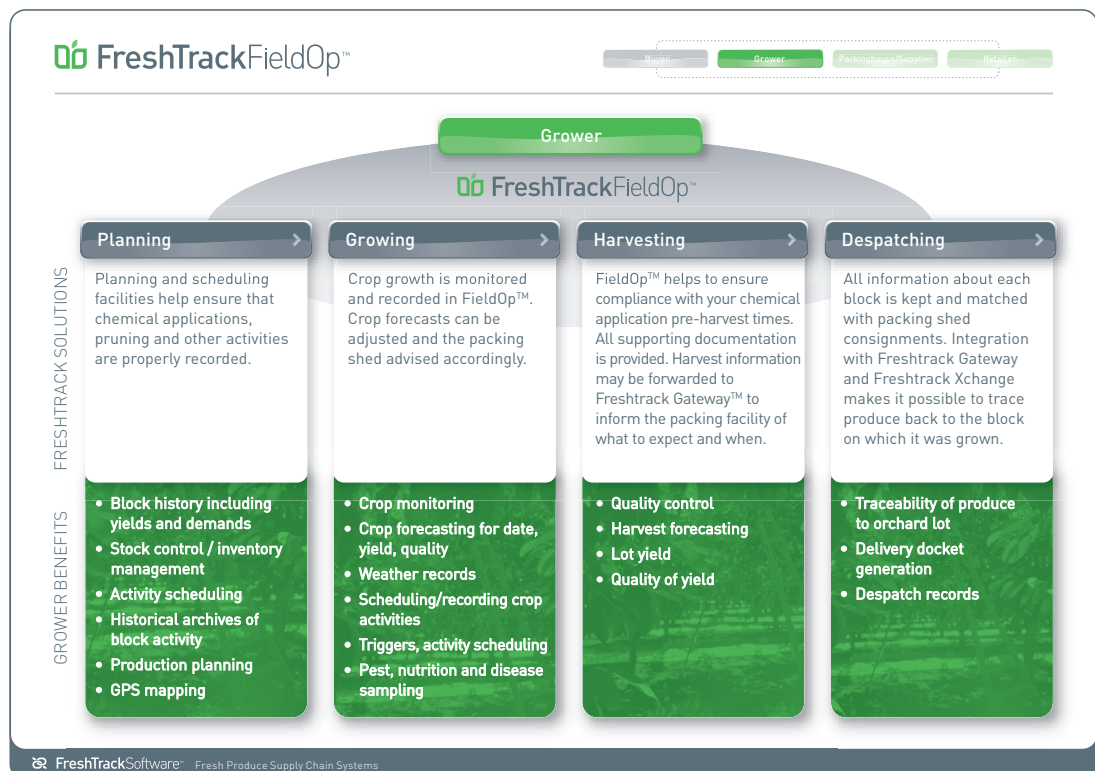 FreshTrackFieldOp™
Buyer
Grower
Packinghouse/Supplier
Retailer
Grower
FreshTrackFieldOp™
FRESHTRACK SOLUTIONS
Planning
Planning and scheduling
facilities help ensure that
chemical applications,
pruning and other activities
are properly recorded.
Growing
Crop growth is monitored
and recorded in FieldOp™.
Crop forecasts can be
adjusted and the packing
shed advised accordingly.
Harvesting
FieldOp™ helps to ensure
compliance with your chemical
application pre-harvest times.
All supporting documentation
is provided. Harvest information
may be forwarded to
Freshtrack Gateway™ to
inform the packing facility of
what to expect and when.
Despatching
All information about each
block is kept and matched
with packing shed
consignments. Integration
with Freshtrack Gateway
and Freshtrack Xchange
makes it possible to trace
produce back to the block
on which it was grown.
GROWER BENEFITS
• Block history including
yields and demands
• Stock control / inventory
management
• Activity scheduling
• Historical archives of
block activity
• Production planning
• GPS mapping
• Crop monitoring
• Crop forecasting for date,
yield, quality
• Weather records
• Scheduling/recording crop
activities
• Triggers, activity scheduling
• Pest, nutrition and disease
sampling
• Quality control
• Harvest forecasting
• Lot yield
• Quality of yield
• Traceability of produce
to orchard lot
• Delivery docket
generation
• Despatch records
FreshTrackSoftware™ Fresh Produce Supply Chain Systems